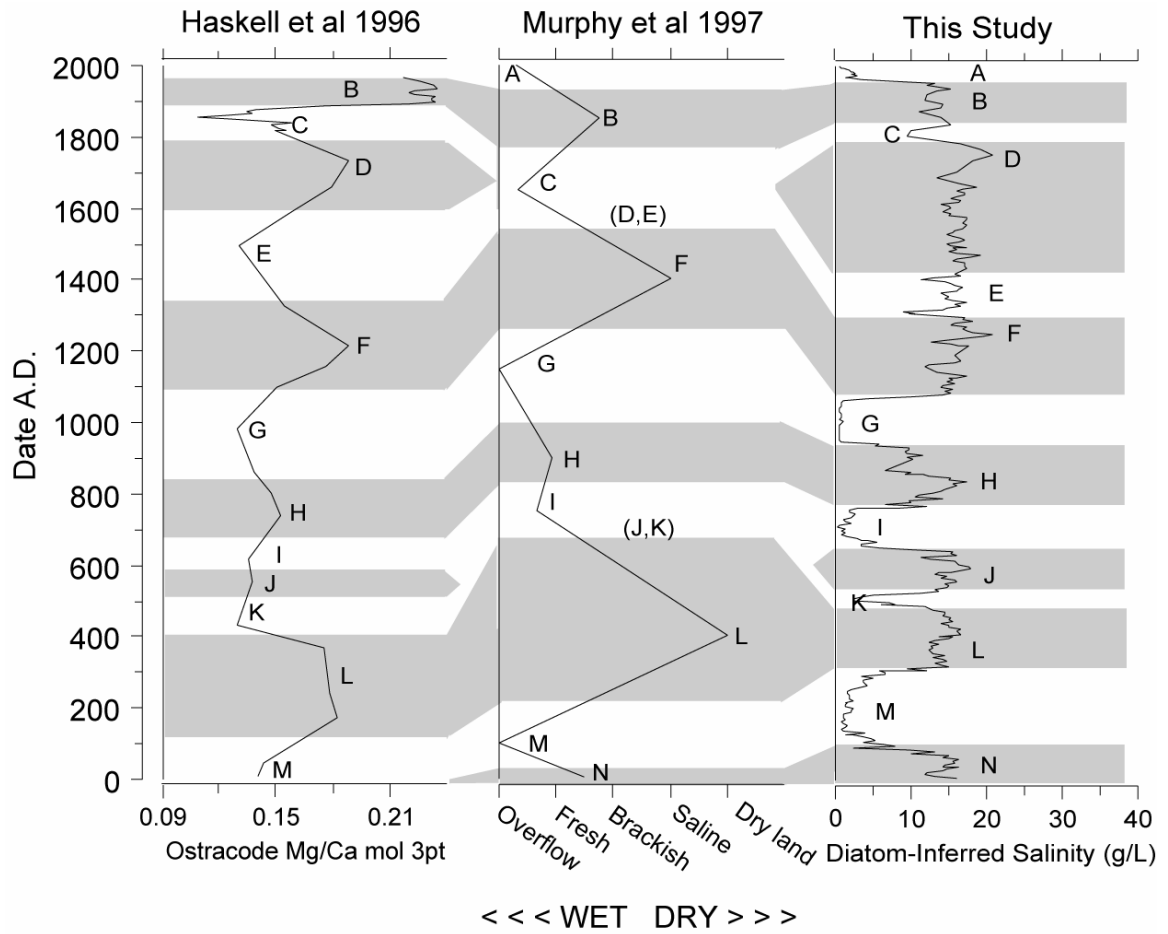 Haskell et al 1996
Murphy et al 1997
This Study
Date A.D.
2000
1800
1600
1400
1200
1000
800
600
400
200
0
B
C
D
E
F
G
H
I
J
K
L
M
0.09 0.15 0.21
Ostracode Mg/Ca mol 3pt
A
B
C
(D,E)
F
G
H
I
(J,K)
L
M
N
Overflow
Fresh
Brackish
Saline
Dry land
A
B
C
D
E
F
G
H
I
J
K
L
M
N
0 10 20 30 40
Diatom-Inferred Salinity (g/L)
< < < WET DRY > > >